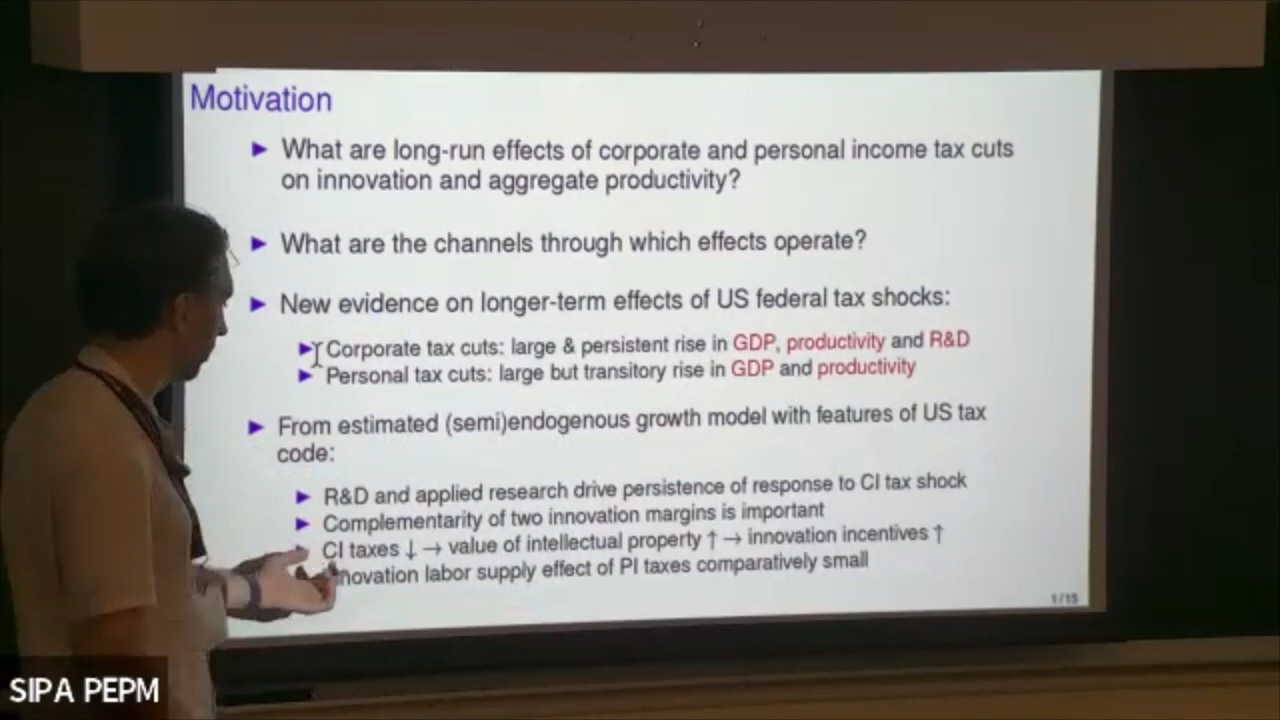 Motivation
What are long-run effects of corporate and personal income tax cuts
on innovation and aggregate productivity?
What are the channels through which effects operate?
New evidence on longer-term effects of US federal tax shocks:
Corporate tax cuts: large & persistent rise in GDP, productivity and R&D
Personal tax cuts: large but transitory rise in GDP and productivity
From estimated (semi)endogenous growth model with features of US tax
code:
R&D and applied research drive persistence of response to CI tax shock
Complementarity of two innovation margins is important
CI taxes ↓ → value of intellectual property ↑ → innovation incentives ↑
novation labor supply effect of PI taxes comparatively small
1/15
SIPA PEPM